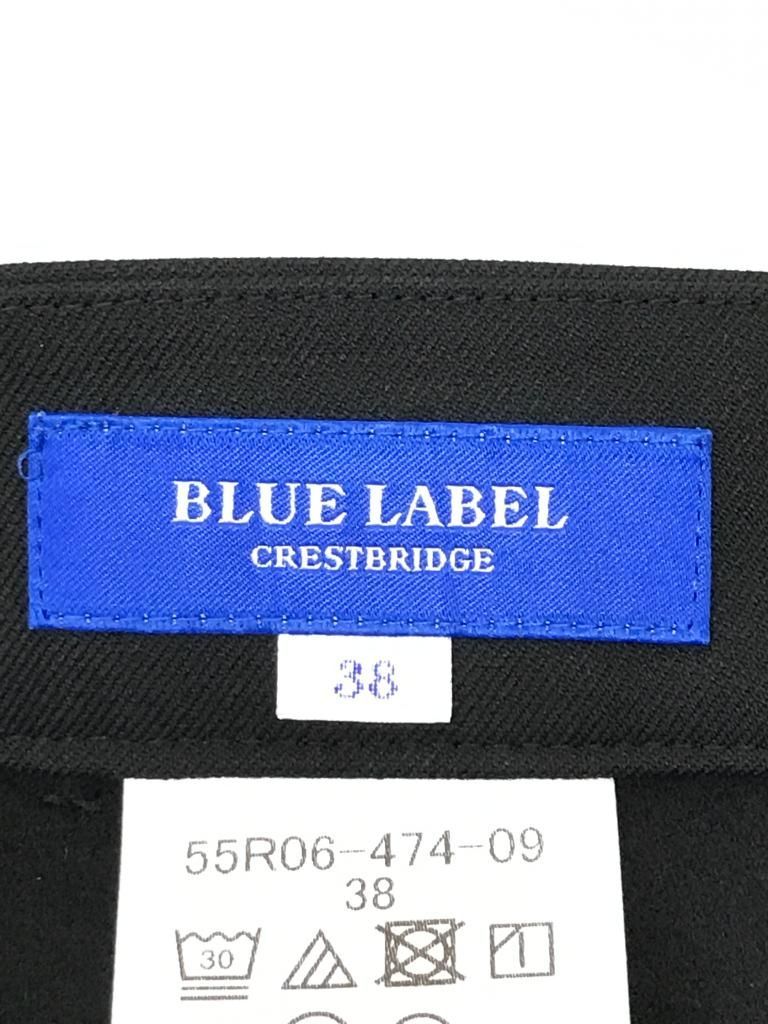 BLUE LABEL
CRESTBRIDGE
38
55R06-474-09
38
30